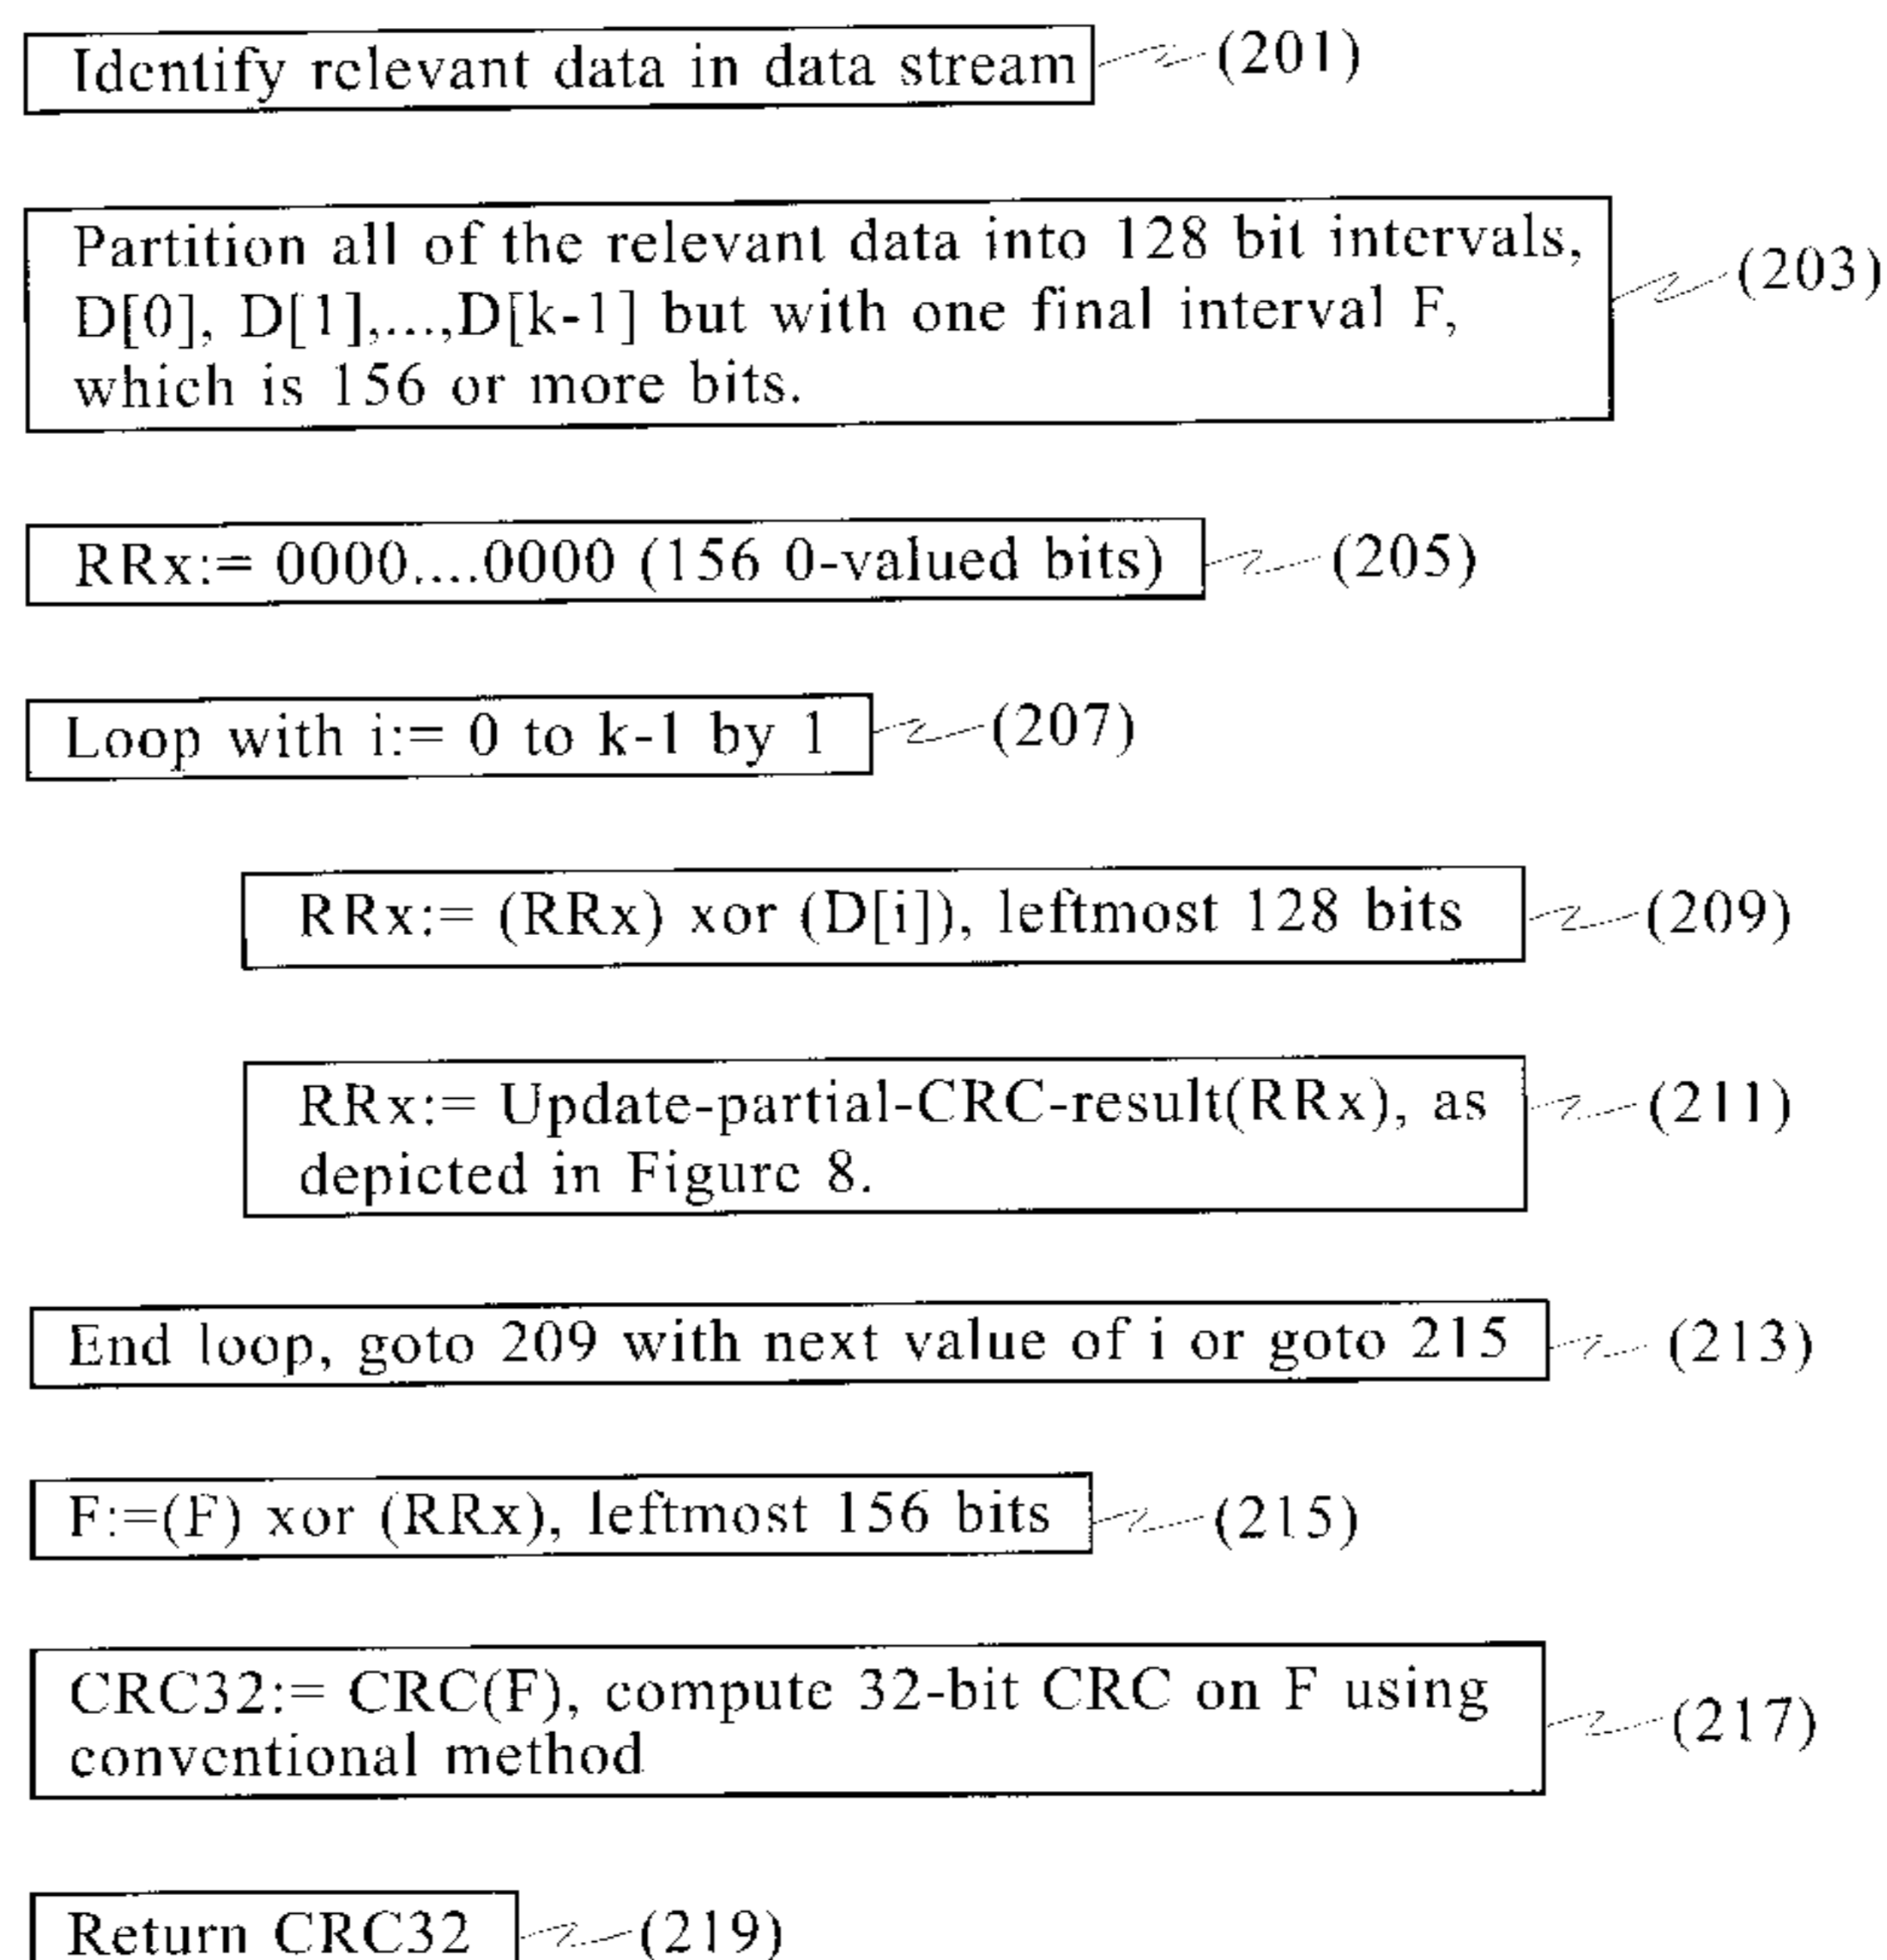 Identify relevant data in data stream (201)
Partition all of the relevant data into 128 bit intervals,
D[0], D[1],...,D[k-1] but with one final interval F, (203)
which is 156 or more bits.
RRx:= 0000....0000 (156 0-valued bits) (205)
Loop with i:= 0 to k-1 by 1 (207)
RRx:= (RRx) xor (D[i]), leftmost 128 bits (209)
RRx:= Update-partial-CRC-result(RRx), as (211)
depicted in Figure 8.
End loop, goto 209 with next value of i or goto 215 (213)
F:=(F) xor (RRx), leftmost 156 bits (215)
CRC32:= CRC(F), compute 32-bit CRC on F using (217)
conventional method
Return CRC32 (219)